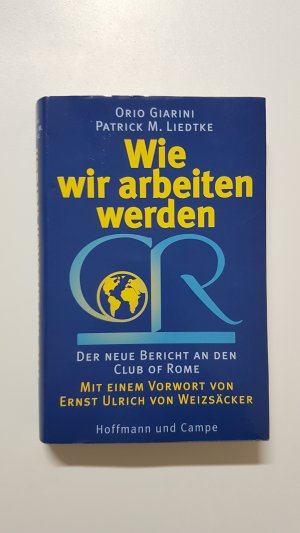 ORIO GIARINI
PATRICK M. LIEDTKE
Wie
wir arbeiten
werden
CR
DER NEUE BERICHT AN DEN
CLUB OF ROME
MIT EINEM VORWORT VON
ERNST ULRICH VON WEIZSÄCKER
Hoffmann und Campe